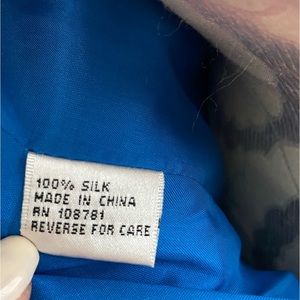 100% SILK
MADE IN CHINA
RN 108781
REVERSE FOR CARE